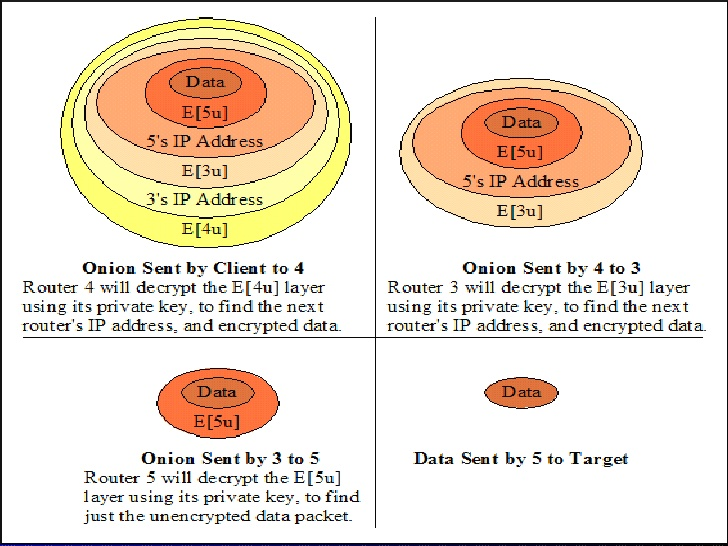 Data
E[5u]
5's IP Address
E[3u]
3's IP Address
E[4u]
Onion Sent by Client to 4
Router 4 will decrypt the E[4u] layer
using its private key, to find the next
router's IP address, and encrypted data.
Data
E[5u]
5's IP Address
E[3u]
Onion Sent by 4 to 3
Router 3 will decrypt the E[3u] layer
using its private key, to find the next
router's IP address, and encrypted data.
Data
E[5u]
Onion Sent by 3 to 5
Router 5 will decrypt the E[5u]
layer using its private key, to find
just the unencrypted data packet.
Data
Data Sent by 5 to Target